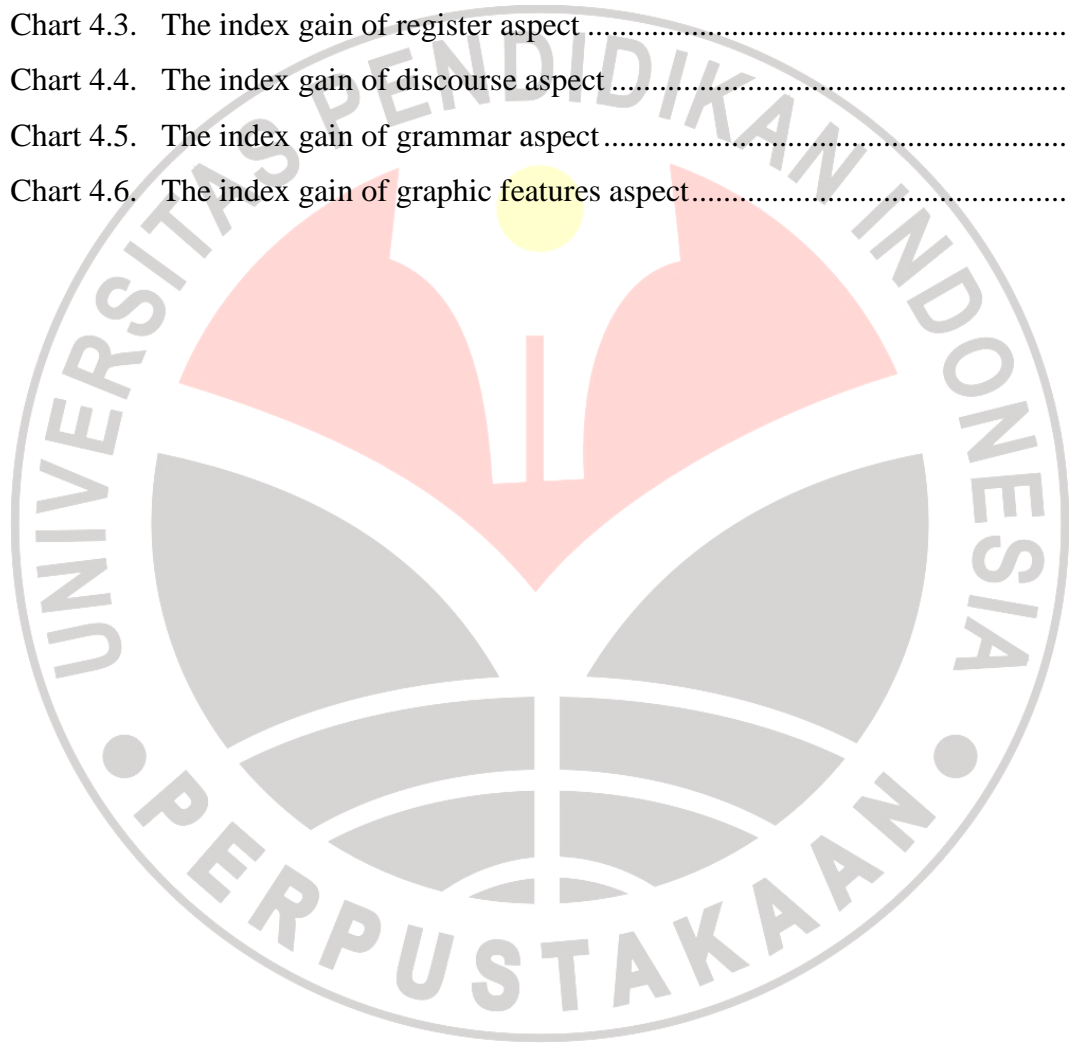 Chart 4.3. The index gain of register aspect ........................................................................
Chart 4.4. The index gain of discourse aspect ....................................................................
Chart 4.5. The index gain of grammar aspect .....................................................................
Chart 4.6. The index gain of graphic features aspect ..........................................................
UNIVERSITAS PENDIDIKAN INDONESIA
PERPUSTAKAAN